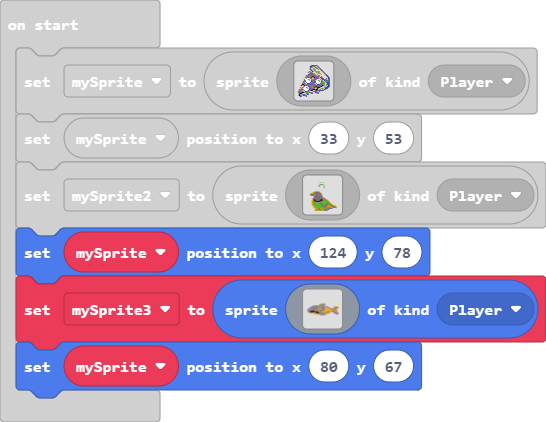 on start
set mySprite to sprite of kind Player
set mySprite position to x 33 y 53
set mySprite2 to sprite of kind Player
set mySprite position to x 124 y 78
set mySprite3 to sprite of kind Player
set mySprite position to x 80 y 67